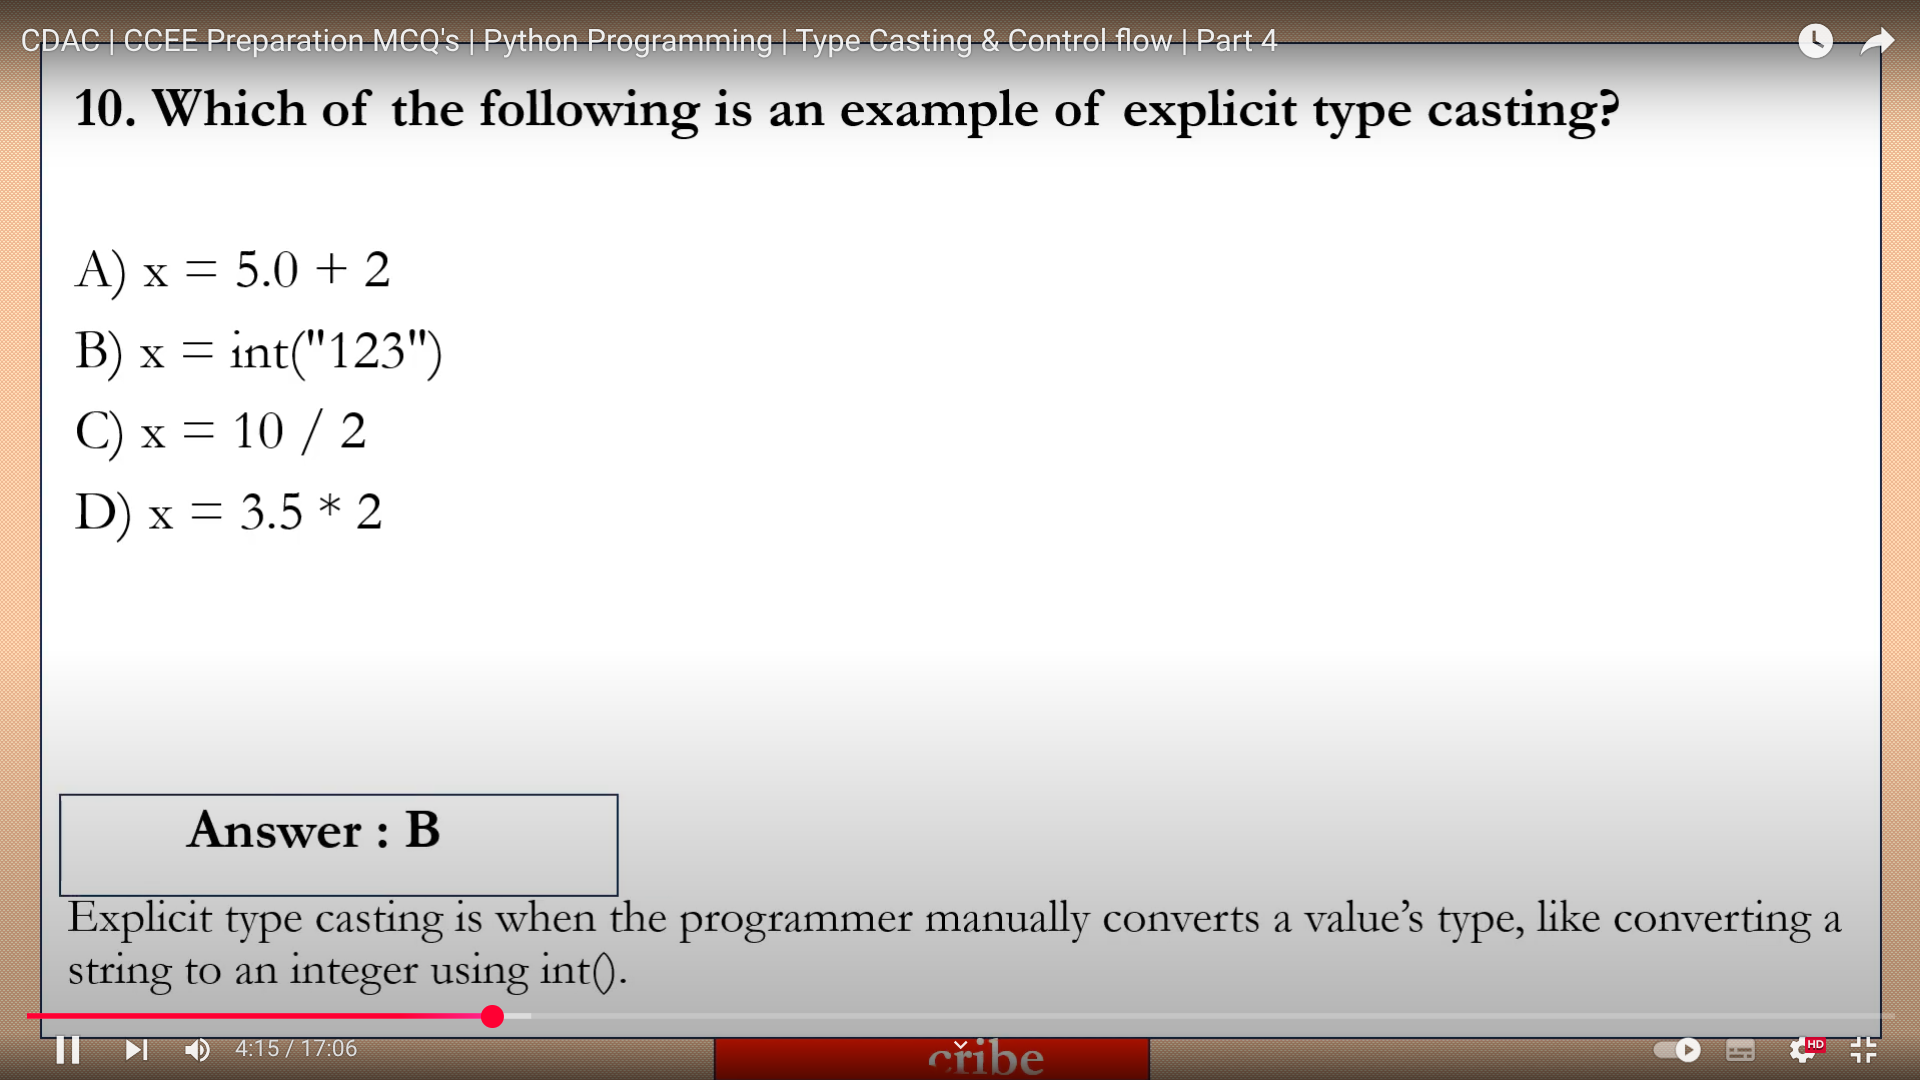 CDAC | CCEE Preparation MCQ's | Python Programming | Type Casting & Control flow | Part 4
10. Which of the following is an example of explicit type casting?
A) x = 5.0 + 2
B) x = int("123")
C) x = 10 / 2
D) x = 3.5 * 2
Answer : B
Explicit type casting is when the programmer manually converts a value’s type, like converting a
string to an integer using int().
4:15 / 17:06
cribe
HD